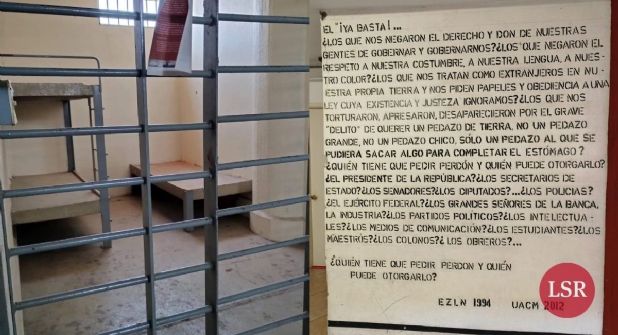 EL "¡YA BASTA!...
¿LOS QUE NOS NEGARON EL DERECHO Y DON DE NUESTRAS
GENTES DE GOBERNAR Y GOBERNARNOS?¿LOS QUE NEGARON EL
RESPETO A NUESTRA COSTUMBRE, A NUESTRA LENGUA, A NUES-
TRO COLOR?¿LOS QUE NOS TRATAN COMO EXTRANJEROS EN NU-
ESTRA PROPIA TIERRA Y NOS PIDEN PAPELES Y OBEDIENCIA A UNA
LEY CUYA EXISTENCIA Y JUSTEZA IGNORAMOS?¿LOS QUE NOS
TORTURARON, APRESARON, DESAPARECIERON POR EL GRAVE
"DELITO" DE QUERER UN PEDAZO DE TIERRA, NO UN PEDAZO
GRANDE, NO UN PEDAZO CHICO, SÓLO UN PEDAZO AL QUE SE
PUDIERA SACAR ALGO PARA COMPLETAR EL ESTÓMAGO?
¿QUIÉN TIENE QUE PEDIR PERDÓN Y QUIÉN PUEDE OTORGARLO?
¿EL PRESIDENTE DE LA REPÚBLICA?¿LOS SECRETARIOS DE
ESTADO?¿LOS SENADORES?¿LOS DIPUTADOS?...¿LOS POLICÍAS?
¿EL EJÉRCITO FEDERAL?¿LOS GRANDES SEÑORES DE LA BANCA,
LA INDUSTRIA?¿LOS PARTIDOS POLÍTICOS?¿LOS INTELECTUA-
LES?¿LOS MEDIOS DE COMUNICACIÓN?¿LOS ESTUDIANTES?¿LOS
MAESTROS?¿LOS COLONOS?¿LOS OBREROS?...
¿QUIÉN TIENE QUE PEDIR PERDON Y QUIÉN
PUEDE OTORGARLO?
EZLN 1994 UACM 2012
LSR